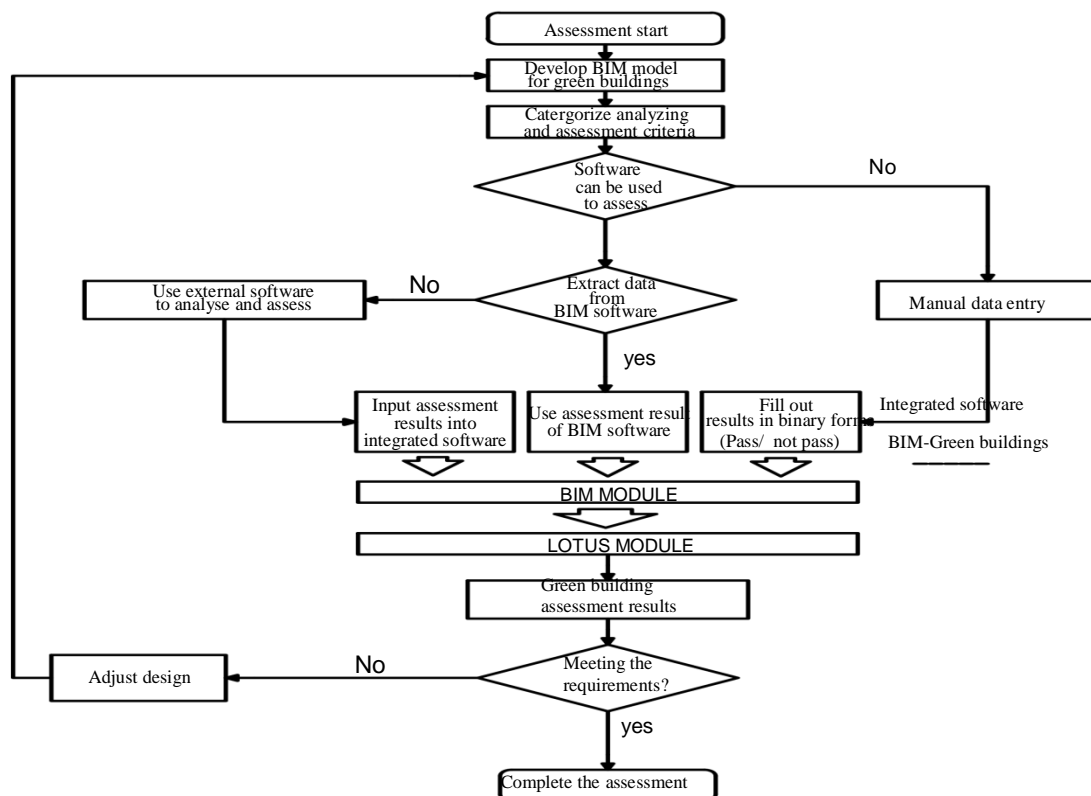 Assessment start
Develop BIM model
for green buildings
Catergorize analyzing
and assessment criteria
Software
can be used
to assess
No
Extract data
from
BIM software
No
Use external software
to analyse and assess
Manual data entry
yes
Input assessment
results into
integrated software
Use assessment result
of BIM software
Fill out
results in binary form
(Pass/ not pass)
Integrated software
BIM-Green buildings
BIM MODULE
LOTUS MODULE
Green building
assessment results
Meeting the
requirements?
No
Adjust design
yes
Complete the assessment